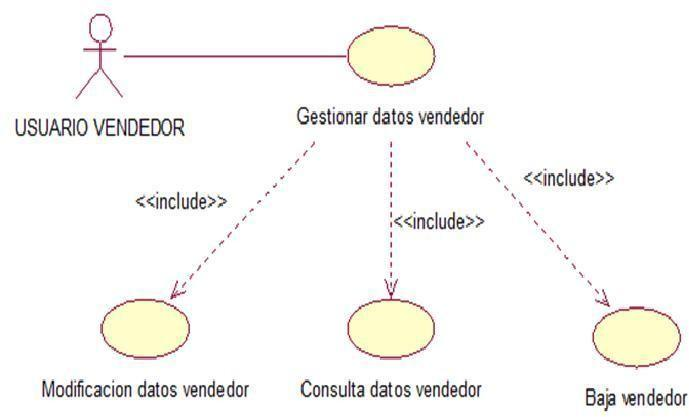 USUARIO VENDEDOR
Gestionar datos vendedor
<<include>>
<<include>>
<<include>>
Modificacion datos vendedor
Consulta datos vendedor
Baja vendedor